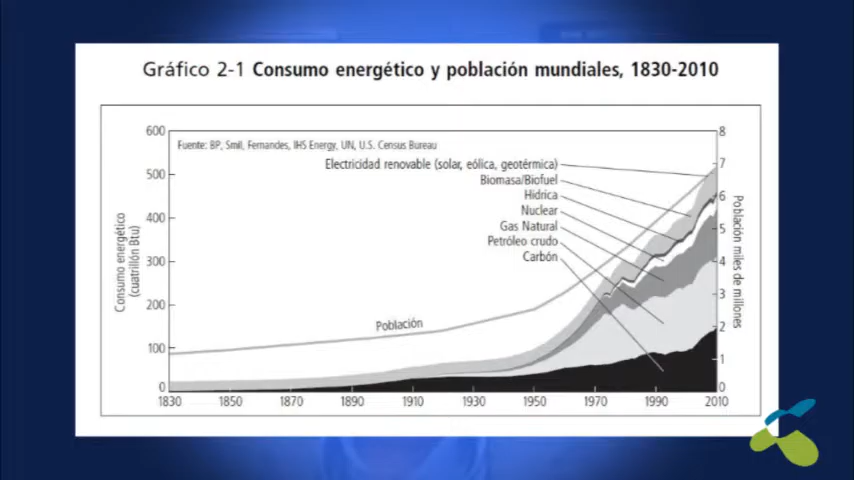 Gráfico 2-1 Consumo energético y población mundiales, 1830-2010
Fuente: BP, Smil, Fernandes, IHS Energy, UN, U.S. Census Bureau
Electricidad renovable (solar, eólica, geotérmica)
Biomasa/Biofuel
Hídrica
Nuclear
Gas Natural
Petróleo crudo
Carbón
Población
Consumo energético
(cuatrillón Btu)
600
500
400
300
200
100
0
8
7
6
5
4
3
2
1
0
Población miles de millones
1830 1850 1870 1890 1910 1930 1950 1970 1990 2010